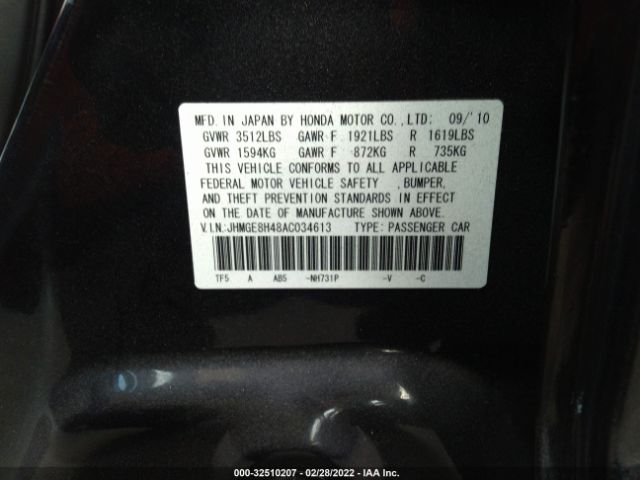 MFD. IN JAPAN BY HONDA MOTOR CO.,LTD: 09/'10
GVWR 3512LBS GAWR F 1921LBS R 1619LBS
GVWR 1594KG GAWR F 872KG R 735KG
THIS VEHICLE CONFORMS TO ALL APPLICABLE
FEDERAL MOTOR VEHICLE SAFETY ,BUMPER,
AND THEFT PREVENTION STANDARDS IN EFFECT
ON THE DATE OF MANUFACTURE SHOWN ABOVE.
V.I.N.:JHMGE8H48AC034613 TYPE: PASSENGER CAR
TF5 A AB5 -NH731P -V -C
000-32510207 - 02/28/2022 - IAA Inc.